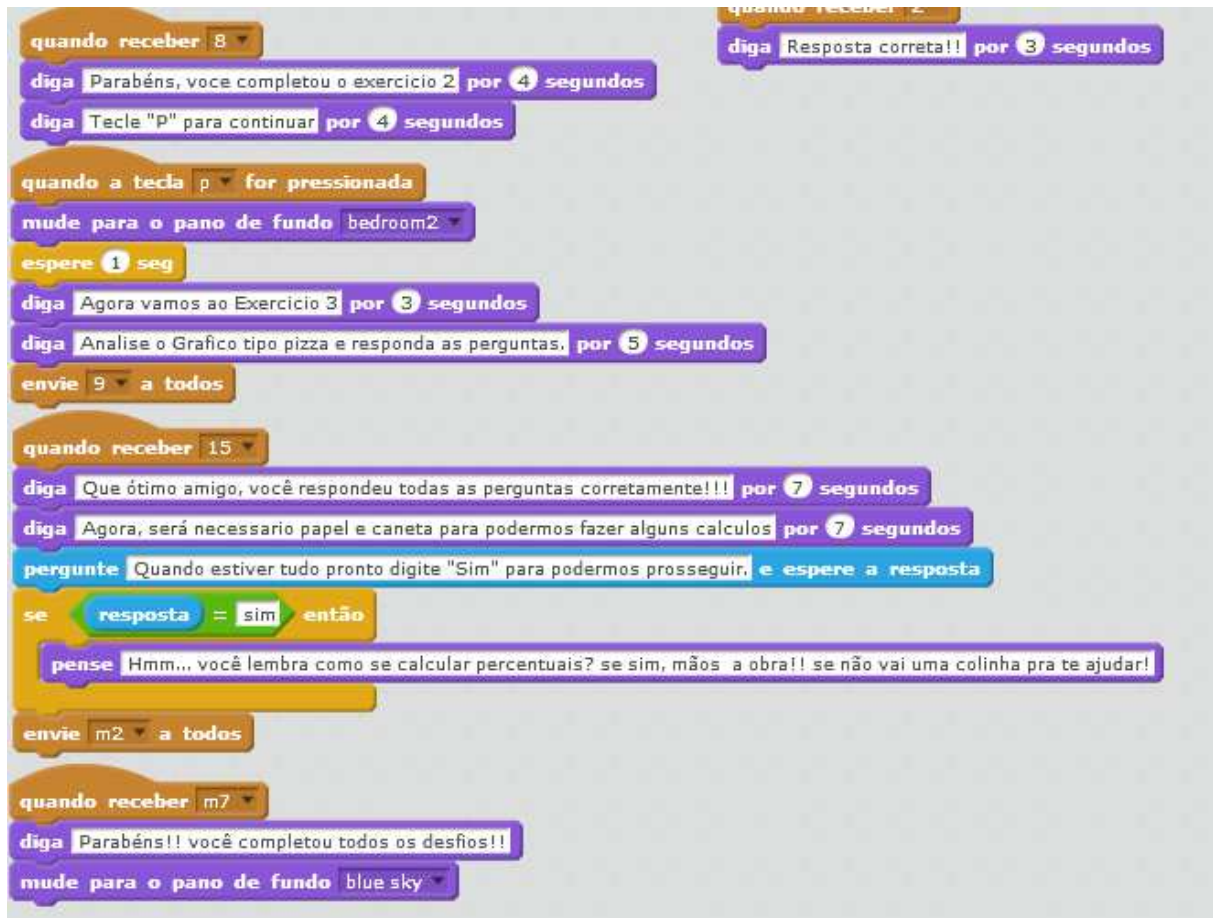 quando receber 8
diga Parabéns, voce completou o exercicio 2 por 4 segundos
diga Tecle "P" para continuar por 4 segundos
quando a tecla p for pressionada
mude para o pano de fundo bedroom2
espere 1 seg
diga Agora vamos ao Exercicio 3 por 3 segundos
diga Analise o Grafico tipo pizza e responda as perguntas. por 5 segundos
envie 9 a todos
quando receber 15
diga Que ótimo amigo, você respondeu todas as perguntas corretamente!!! por 7 segundos
diga Agora, será necessario papel e caneta para podermos fazer alguns calculos por 7 segundos
pergunte Quando estiver tudo pronto digite "Sim" para podermos prosseguir. e espere a resposta
se resposta = sim então
pense Hmm... você lembra como se calcular percentuais? se sim, mãos a obra!! se não vai uma colinha pra te ajudar!
envie m2 a todos
quando receber m7
diga Parabéns!! você completou todos os desfios!!
mude para o pano de fundo blue sky
quando receber
diga Resposta correta!! por 3 segundos